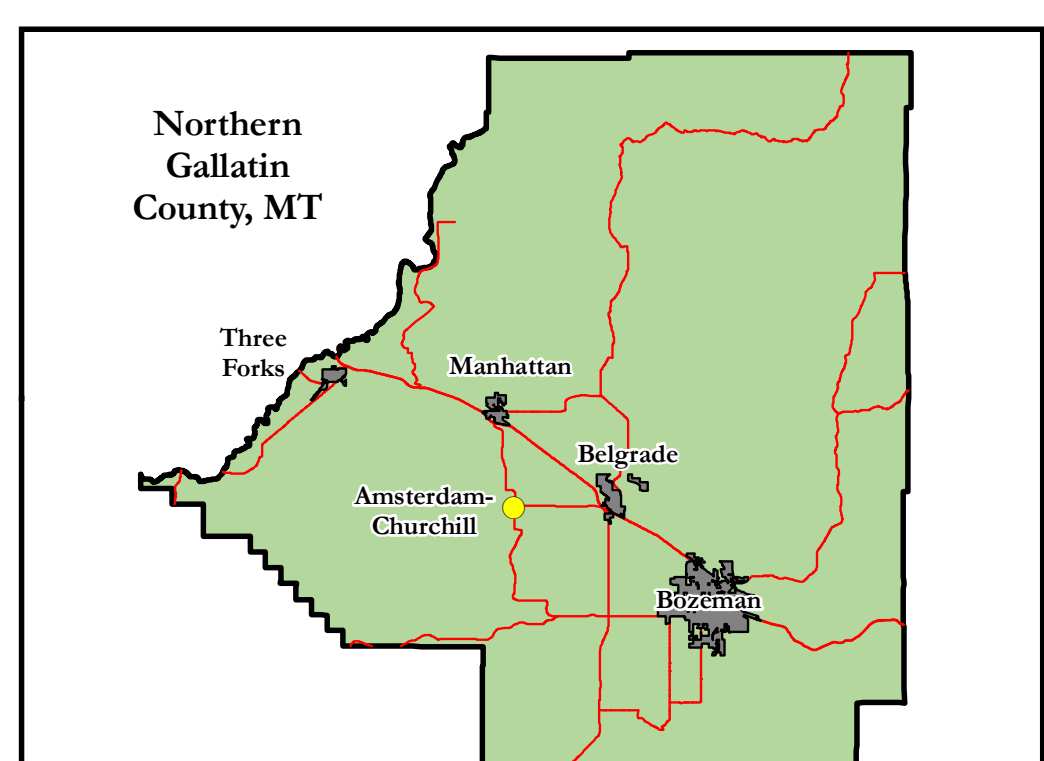 Northern
Gallatin
County, MT
Three
Forks
Manhattan
Belgrade
Amsterdam-
Churchill
Bozeman